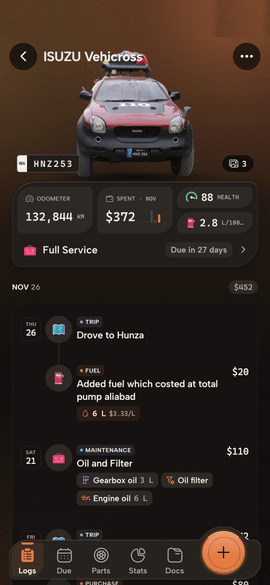 ISUZU Vehicross
110
HNZ253
3
ODOMETER
132,844 KM
SPENT · NOV
$372
88 HEALTH
2.8 L/100…
Full Service
Due in 27 days
NOV 26
$452
THU
26
TRIP
Drove to Hunza
FUEL
$20
Added fuel which costed at total
pump aliabad
6 L $3.33/L
SAT
21
MAINTENANCE
$110
Oil and Filter
Gearbox oil 3 L
Oil filter
Engine oil 6 L
FRI
TRIP
Logs
Due
Parts
Stats
Docs
PURCHASE